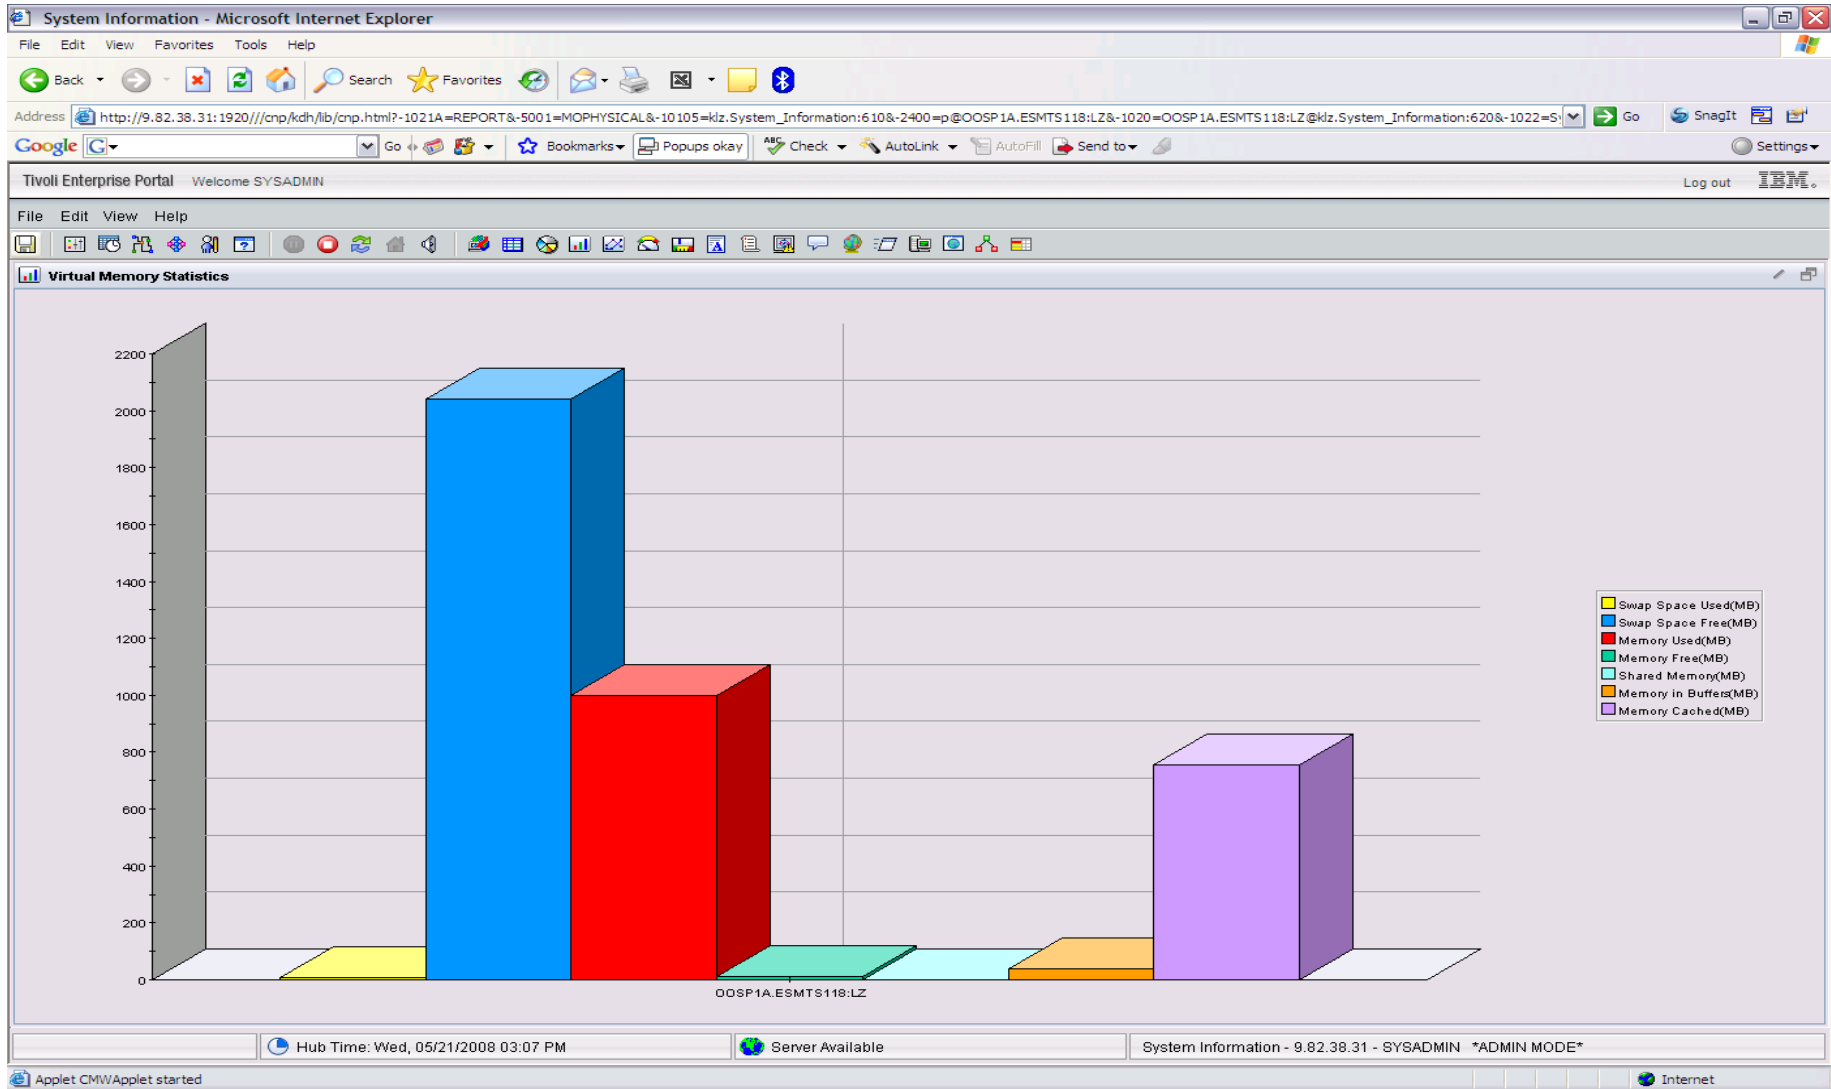 System Information - Microsoft Internet Explorer
File Edit View Favorites Tools Help
Back Search Favorites
Address http://9.82.38.31:1920///cnp/kdh/lib/cnp.html?-1021A=REPORT&-5001=MOPHYSICAL&-10105=klz.System_Information:610&-2400=p@OOSP1A.ESMTS118:LZ&-1020=OOSP1A.ESMTS118:LZ@klz.System_Information:620&-1022=S Go SnagIt
Google G Go Bookmarks Popups okay ABC Check AutoLink AutoFill Send to Settings
Tivoli Enterprise Portal Welcome SYSADMIN Log out IBM.
File Edit View Help
Virtual Memory Statistics
2200
2000
1800
1600
1400
1200
1000
800
600
400
200
0
OOSP1A.ESMTS118:LZ
Swap Space Used(MB)
Swap Space Free(MB)
Memory Used(MB)
Memory Free(MB)
Shared Memory(MB)
Memory in Buffers(MB)
Memory Cached(MB)
Hub Time: Wed, 05/21/2008 03:07 PM Server Available System Information - 9.82.38.31 - SYSADMIN *ADMIN MODE*
Applet CMWApplet started Internet